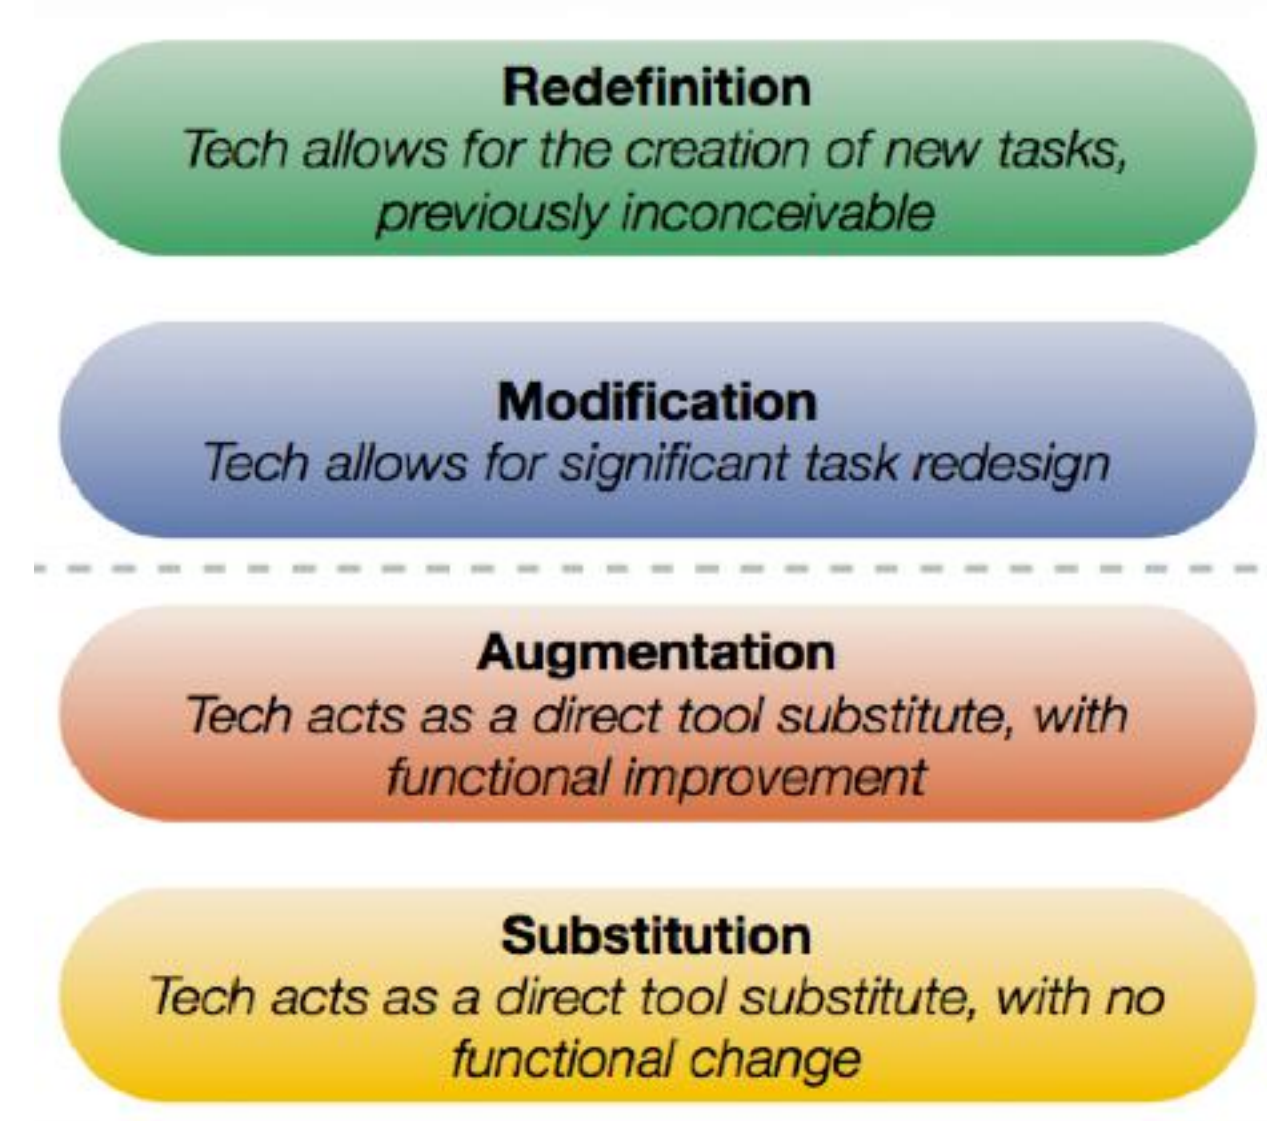 Redefinition
Tech allows for the creation of new tasks,
previously inconceivable
Modification
Tech allows for significant task redesign
Augmentation
Tech acts as a direct tool substitute, with
functional improvement
Substitution
Tech acts as a direct tool substitute, with no
functional change